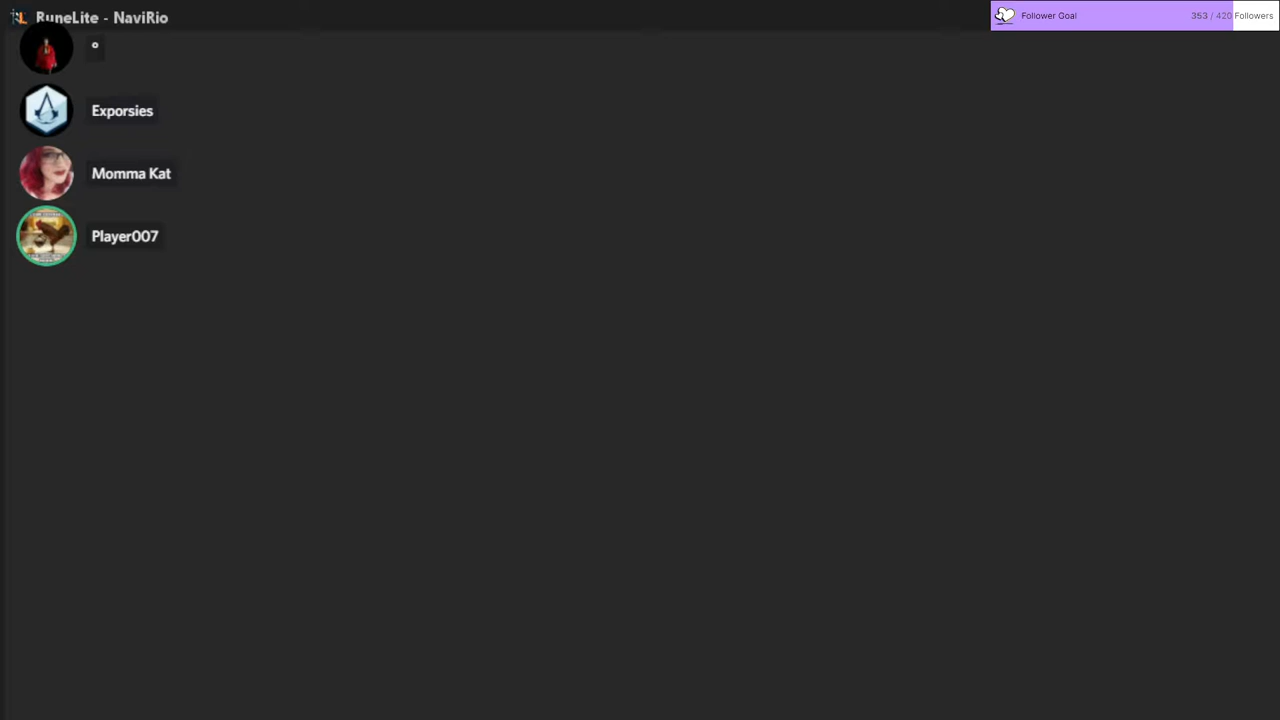 RuneLite - NaviRio
Follower Goal 353 / 420 Followers
°
Exporsies
Momma Kat
Player007